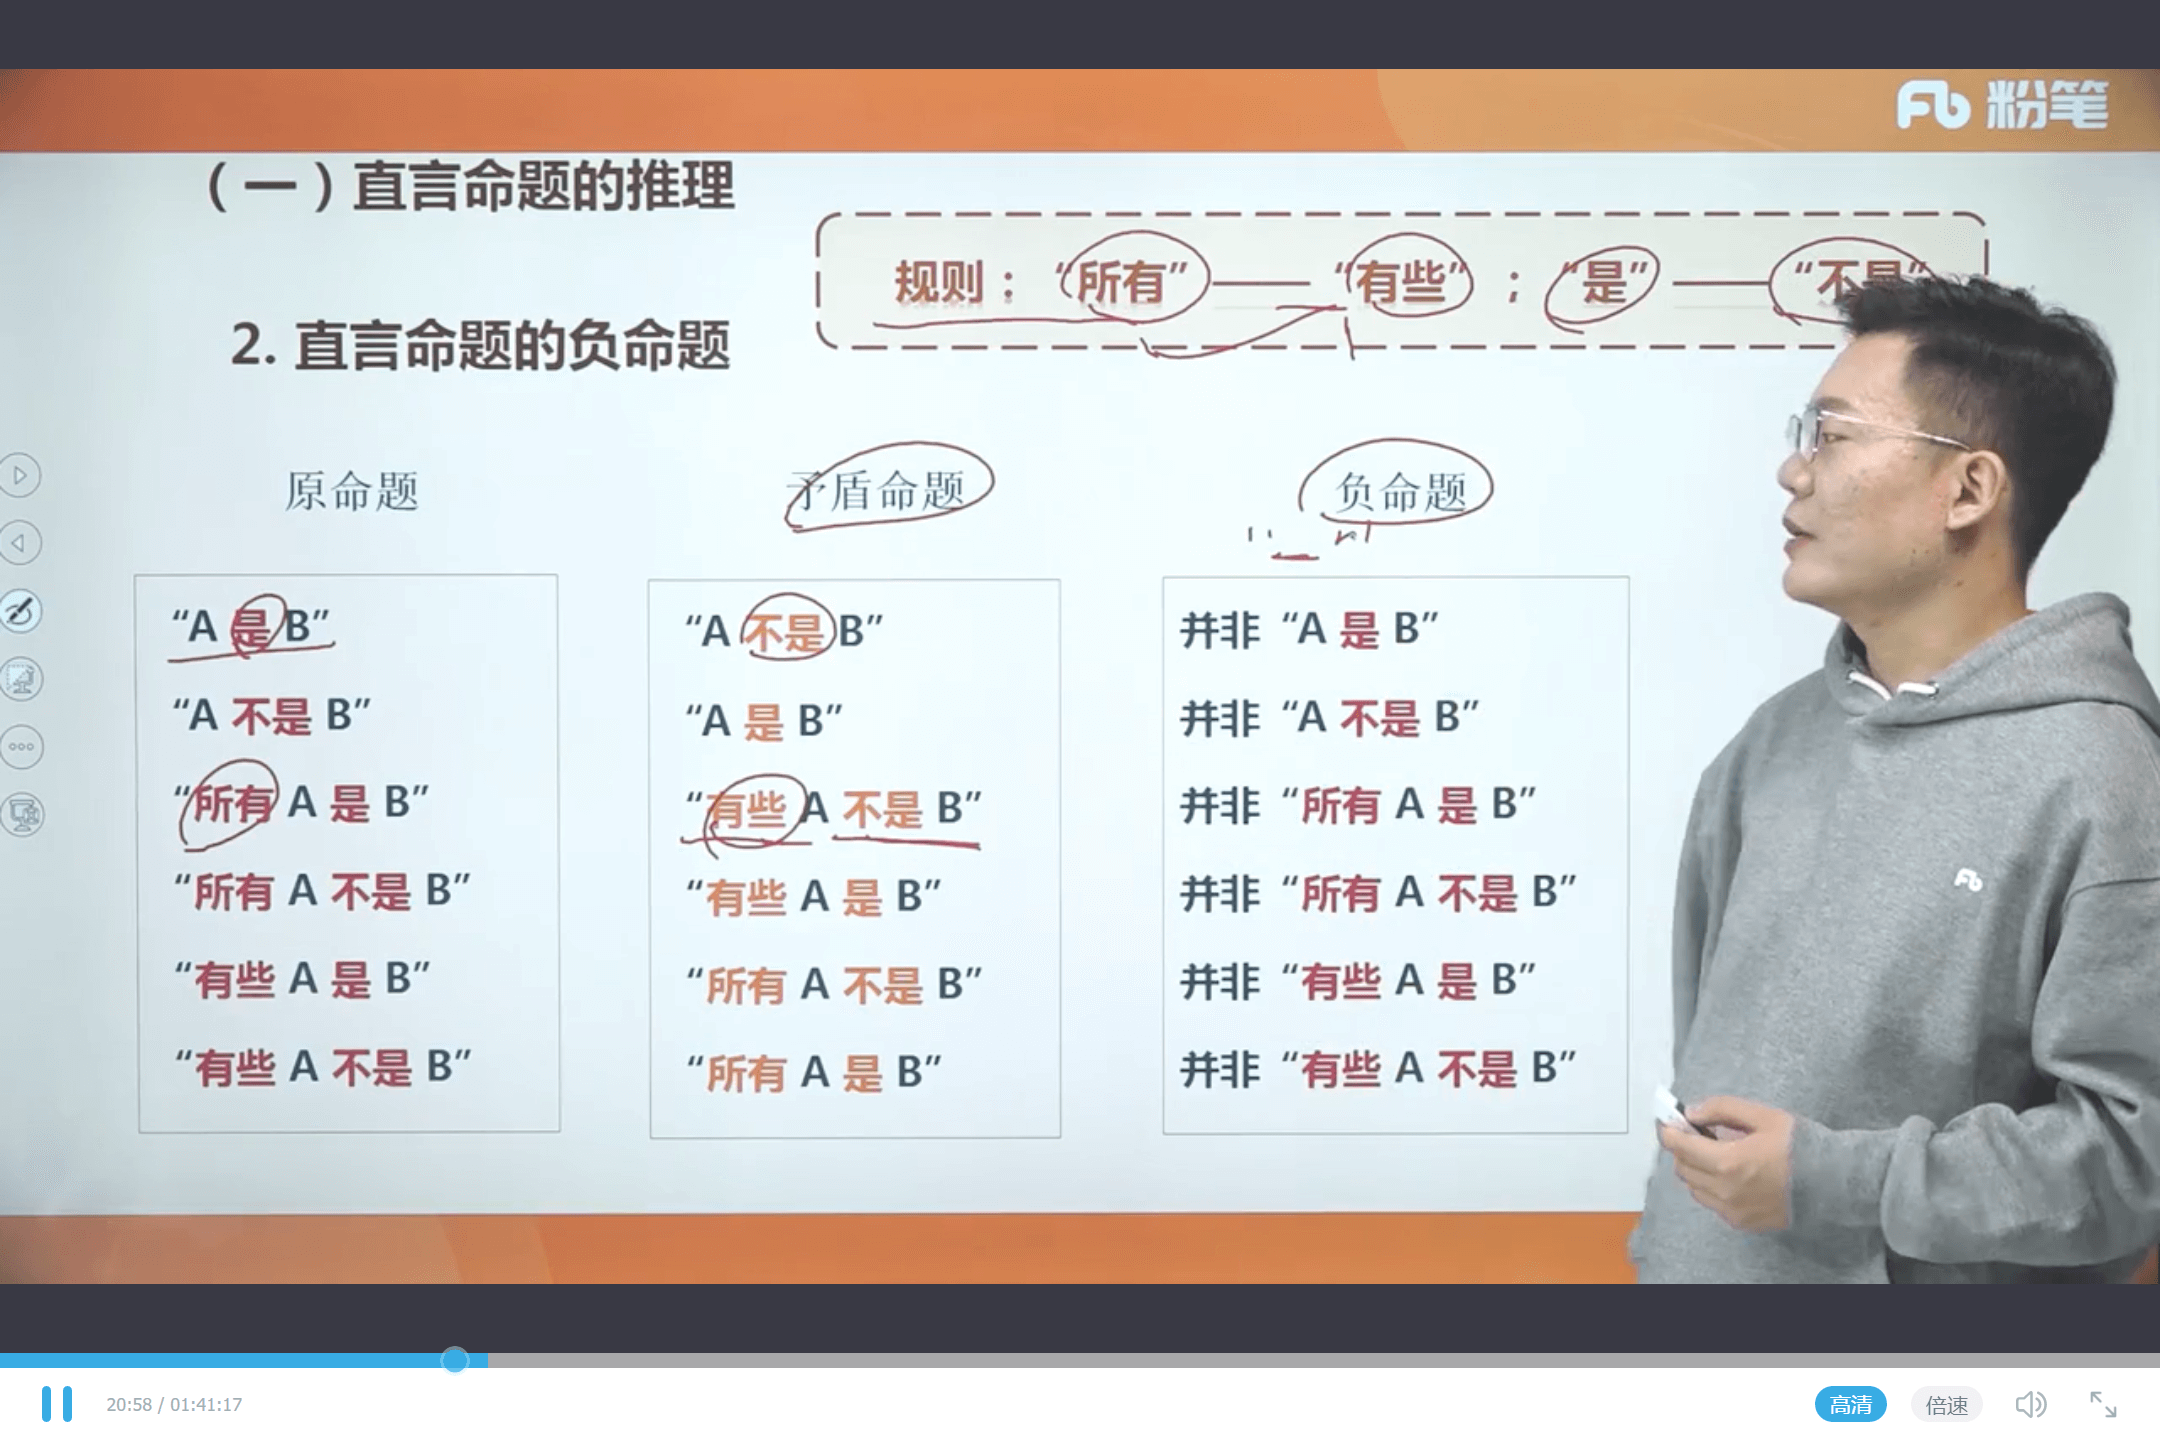 粉笔
（一）直言命题的推理
规则：“所有”——“有些”；“是”——“不是”
2. 直言命题的负命题
原命题 矛盾命题 负命题
“A 是 B” “A 不是 B” 并非 “A 是 B”
“A 不是 B” “A 是 B” 并非 “A 不是 B”
“所有 A 是 B” “有些 A 不是 B” 并非 “所有 A 是 B”
“所有 A 不是 B” “有些 A 是 B” 并非 “所有 A 不是 B”
“有些 A 是 B” “所有 A 不是 B” 并非 “有些 A 是 B”
“有些 A 不是 B” “所有 A 是 B” 并非 “有些 A 不是 B”
20:58 / 01:41:17 高清 倍速